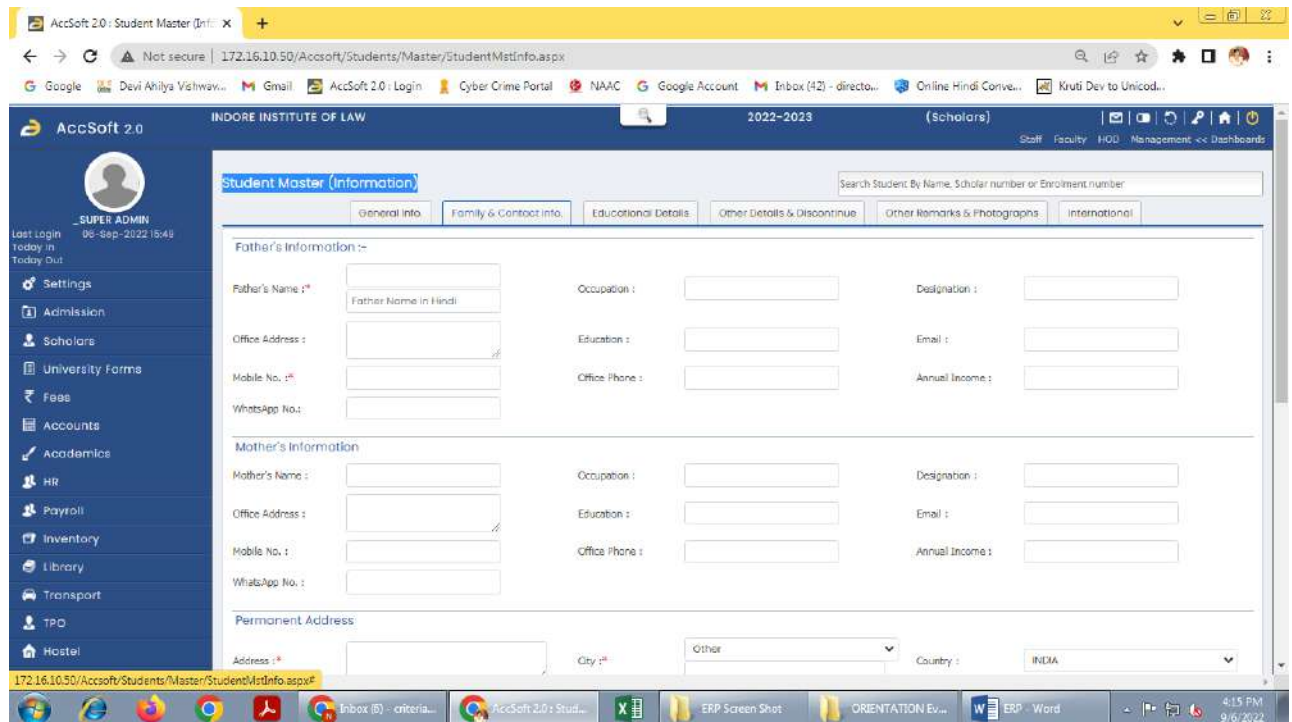 AccSoft 2.0 : Student Master (Inf
Not secure | 172.16.10.50/Accsoft/Students/Master/StudentMstInfo.aspx
Google Devi Ahilya Vishwav... Gmail AccSoft 2.0 : Login Cyber Crime Portal NAAC Google Account Inbox (42) - directo... Online Hindi Conve... Kruti Dev to Unicod...
AccSoft 2.0 INDORE INSTITUTE OF LAW 2022-2023 (Scholars)
Staff Faculty HOD Management << Dashboards
Student Master (Information) Search Student By Name, Scholar number or Enrolment number
_SUPER ADMIN
Last Login 06-Sep-2022 15:49
Today In
Today Out
General Info. Family & Contact Info. Educational Details Other Details & Discontinue Other Remarks & Photographs International
Settings
Admission
Scholars
University Forms
₹ Fees
Accounts
Academics
HR
Payroll
Inventory
Library
Transport
TPO
Hostel
Father's Information :-
Father's Name :* Occupation : Designation :
Father Name in Hindi
Office Address : Education : Email :
Mobile No. :* Office Phone : Annual Income :
WhatsApp No.:
Mother's Information
Mother's Name : Occupation : Designation :
Office Address : Education : Email :
Mobile No. : Office Phone : Annual Income :
WhatsApp No. :
Permanent Address
Address :* City :* Other Country : INDIA
172.16.10.50/Accsoft/Students/Master/StudentMstInfo.aspx#
Inbox (6) - criteria... AccSoft 2.0 : Stud... ERP Screen Shot ORIENTATION Ev... ERP - Word 4:15 PM
9/6/2022